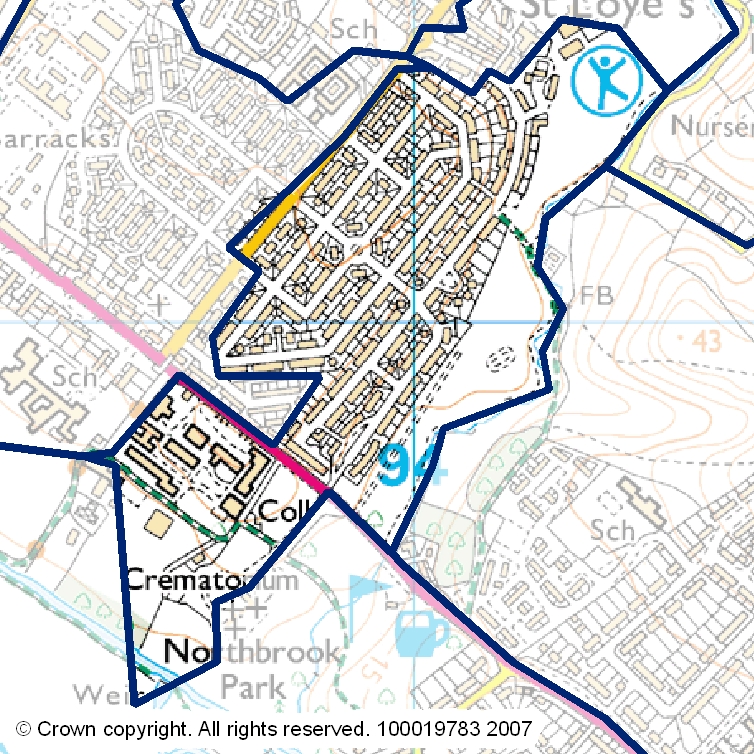 St Loye's
Sch
Barracks
Nurser
FB
43
Sch
94
Coll
Sch
Crematorium
Northbrook
Park
15
Weir
© Crown copyright. All rights reserved. 100019783 2007